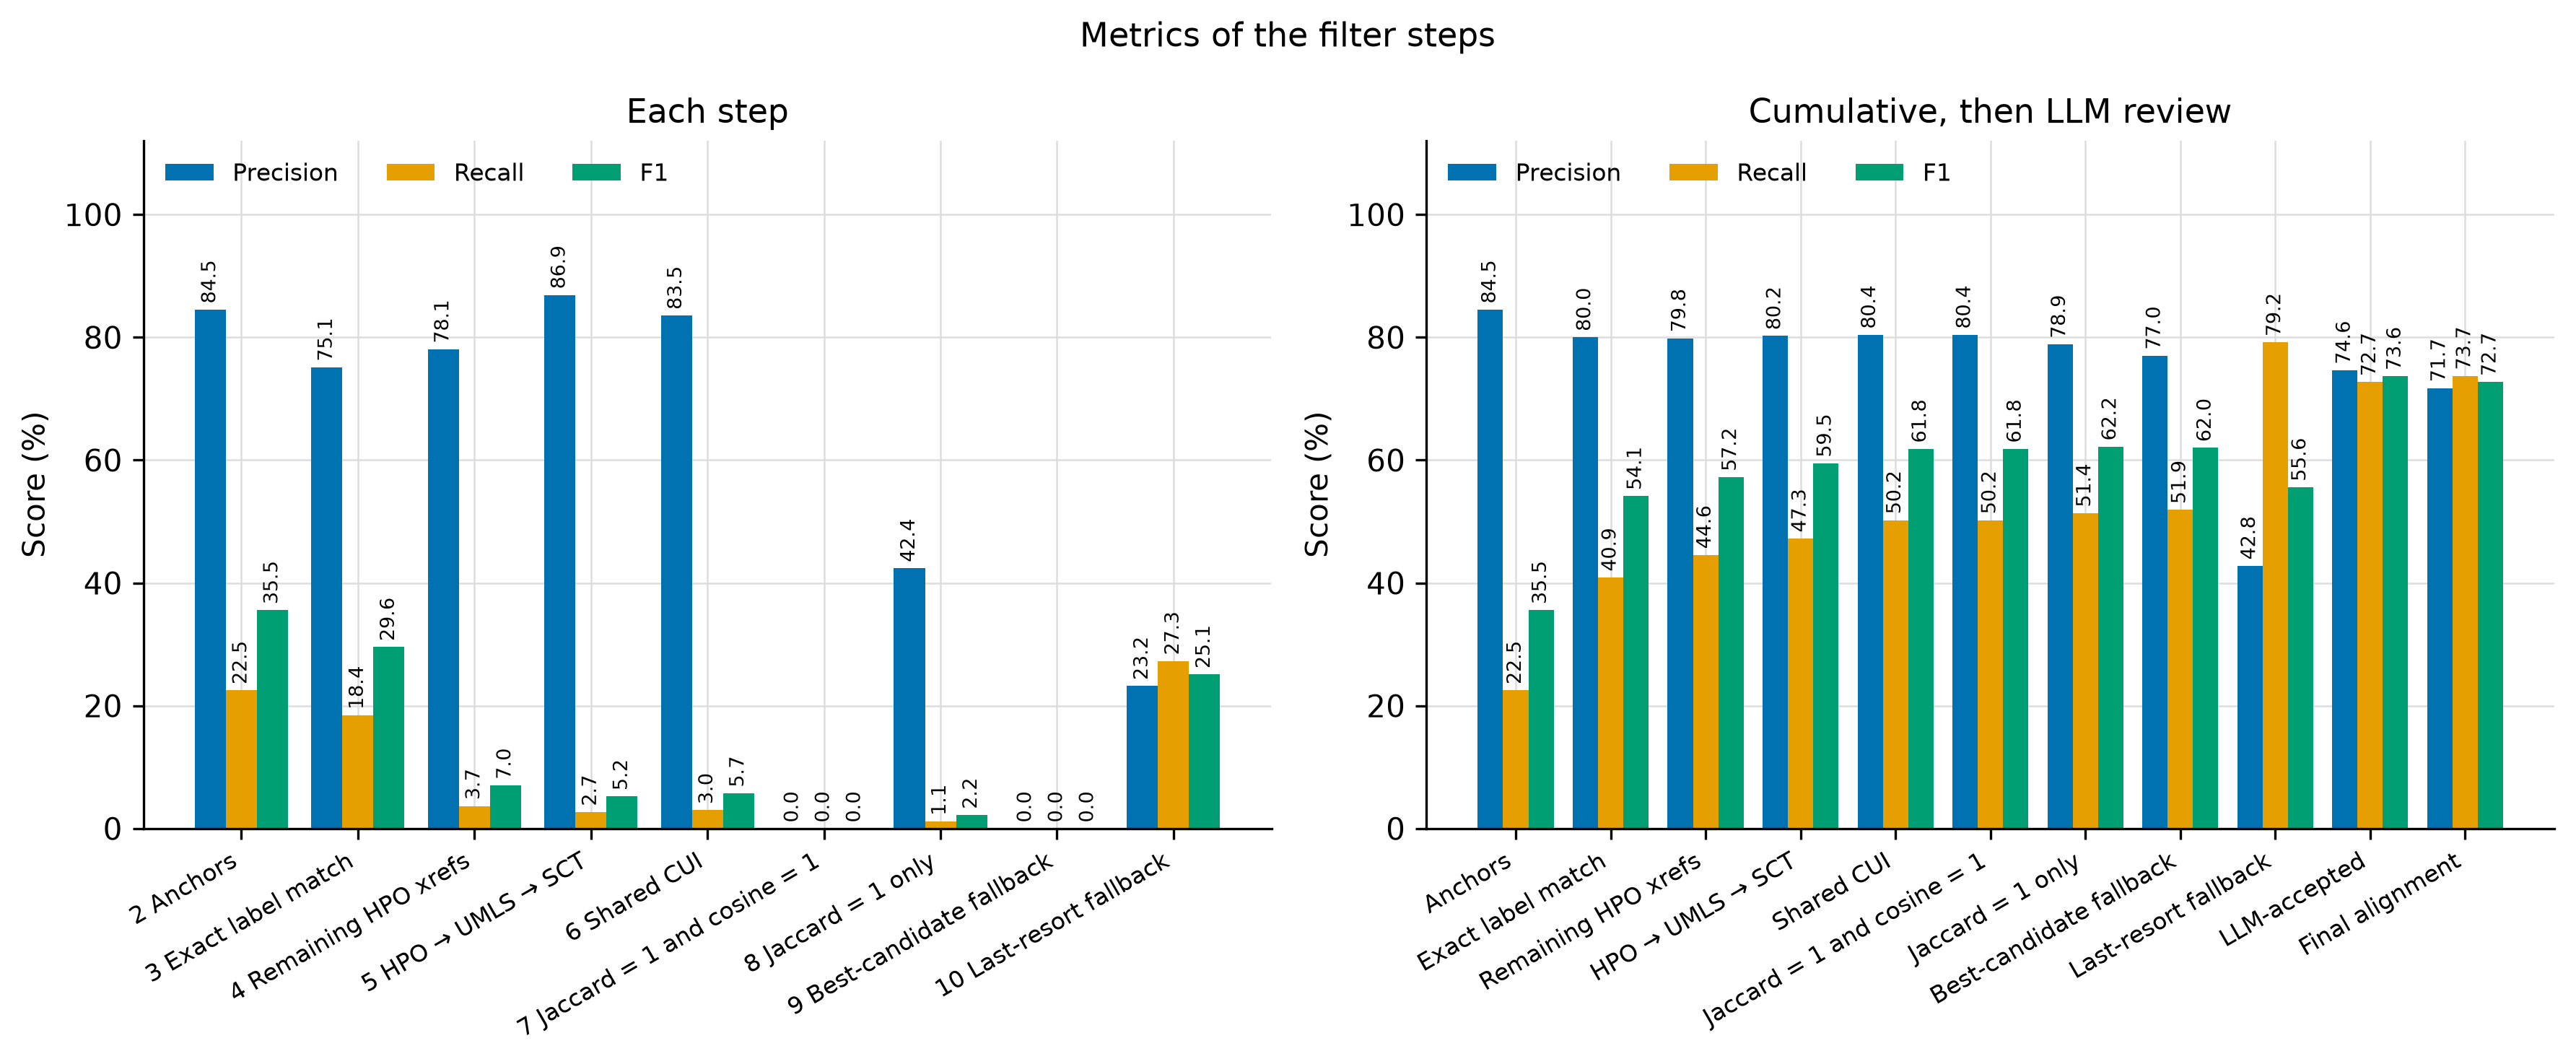 Metrics of the filter steps
Each step
Precision Recall F1
Score (%)
100
80
60
40
20
0
84.5 22.5 35.5
75.1 18.4 29.6
78.1 3.7 7.0
86.9 2.7 5.2
83.5 3.0 5.7
0.0 0.0 0.0
42.4 1.1 2.2
0.0 0.0 0.0
23.2 27.3 25.1
2 Anchors
3 Exact label match
4 Remaining HPO xrefs
5 HPO → UMLS → SCT
6 Shared CUI
7 Jaccard = 1 and cosine = 1
8 Jaccard = 1 only
9 Best-candidate fallback
10 Last-resort fallback
Cumulative, then LLM review
Precision Recall F1
Score (%)
100
80
60
40
20
0
84.5 22.5 35.5
80.0 40.9 54.1
79.8 44.6 57.2
80.2 47.3 59.5
80.4 50.2 61.8
80.4 50.2 61.8
78.9 51.4 62.2
77.0 51.9 62.0
42.8 79.2 55.6
74.6 72.7 73.6
71.7 73.7 72.7
Anchors
Exact label match
Remaining HPO xrefs
HPO → UMLS → SCT
Shared CUI
Jaccard = 1 and cosine = 1
Jaccard = 1 only
Best-candidate fallback
Last-resort fallback
LLM-accepted
Final alignment